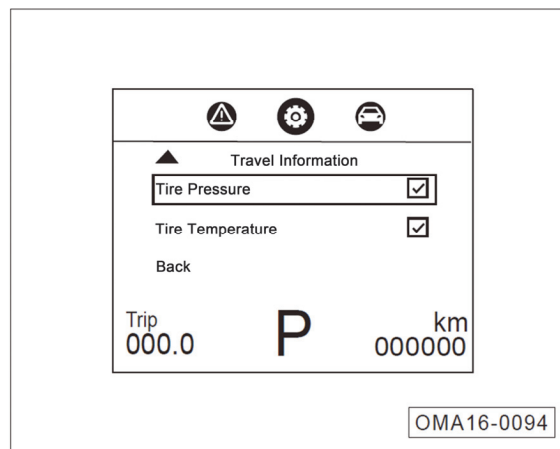 Travel Information
Tire Pressure
Tire Temperature
Back
Trip
000.0
P
km
000000
OMA16-0094